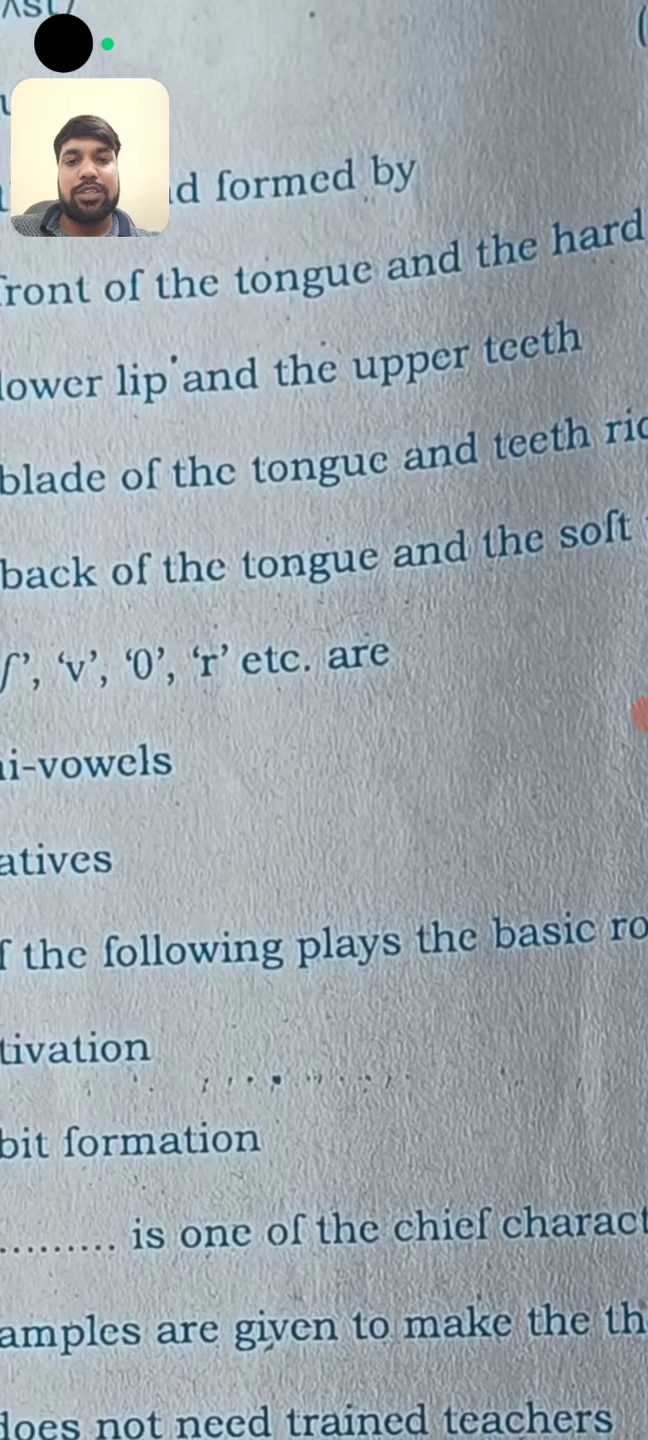 formed by
front of the tongue and the hard
lower lip and the upper teeth
blade of the tongue and teeth
back of the tongue and the soft
ʃ’, ‘v’, ‘0’, ‘r’ etc. are
i-vowels
atives
f the following plays the basic
tivation
bit formation
......... is one of the chief charact
amples are given to make the th
does not need trained teachers